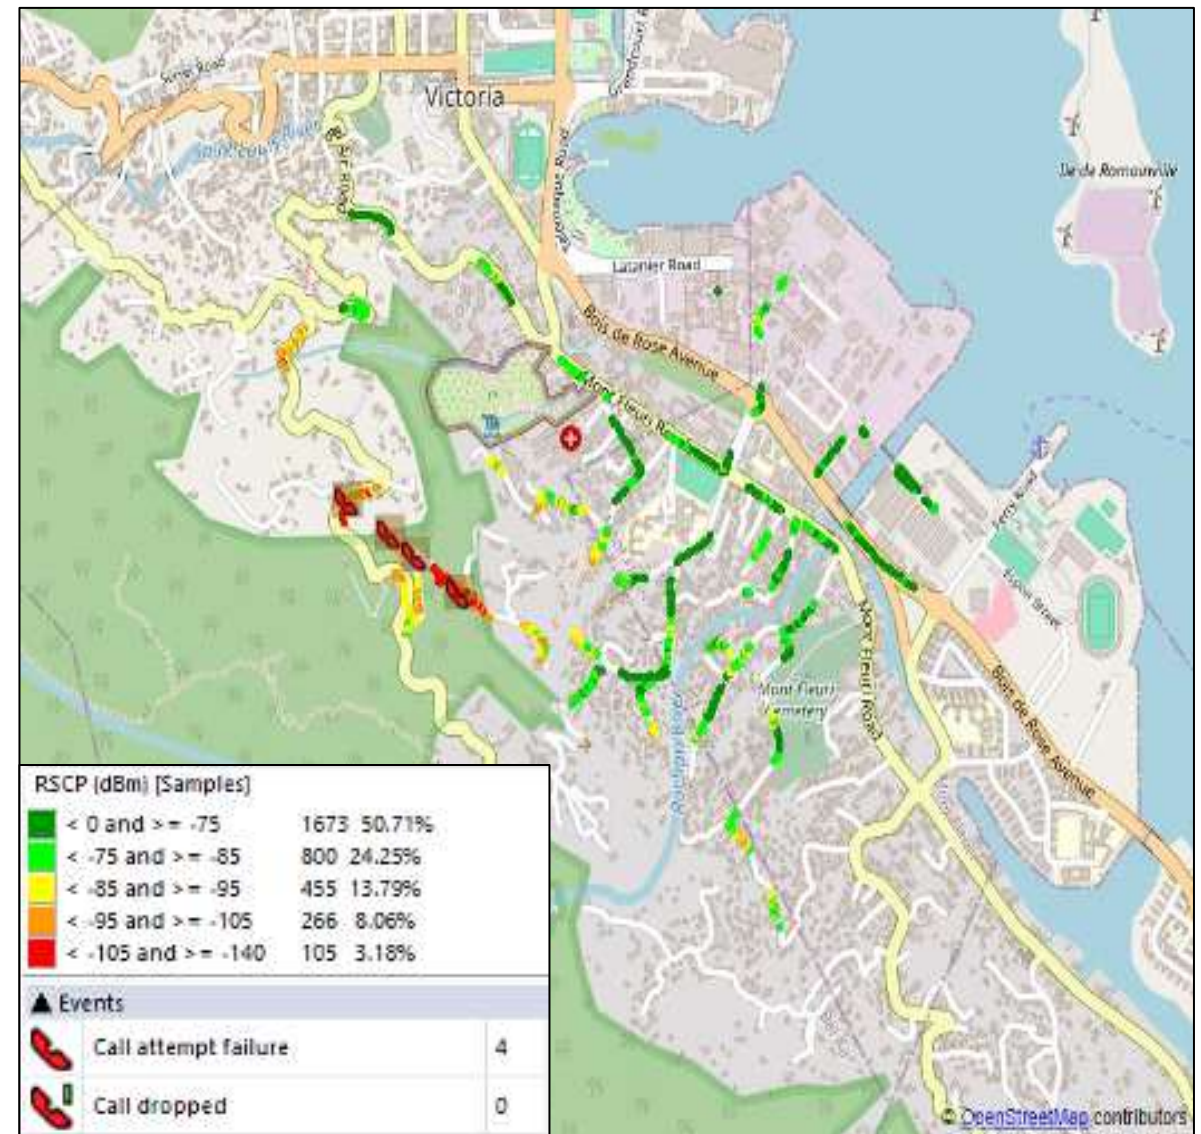 Victoria
Ile de Romainville
Latanier Road
Bois de Rose Avenue
Mont Fleuri R
Ferry Road
Mont Fleuri Road
Mont Fleuri
Cemetery
Bois de Rose Avenue
RSCP (dBm) [Samples]
< 0 and >= -75 1673 50.71%
< -75 and >= -85 800 24.25%
< -85 and >= -95 455 13.79%
< -95 and >= -105 266 8.06%
< -105 and >= -140 105 3.18%
▲ Events
Call attempt failure 4
Call dropped 0
© OpenStreetMap contributors